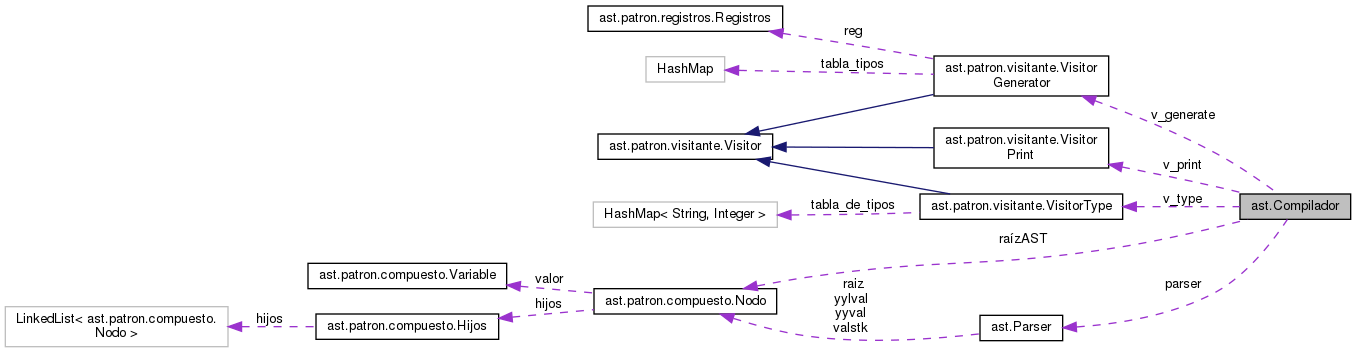 ast.patron.registros.Registros
reg
HashMap
tabla_tipos
ast.patron.visitante.Visitor
Generator
v_generate
ast.patron.visitante.Visitor
ast.patron.visitante.Visitor
Print
v_print
HashMap< String, Integer >
tabla_de_tipos
ast.patron.visitante.VisitorType
v_type
ast.Compilador
raízAST
ast.patron.compuesto.Variable
valor
ast.patron.compuesto.Nodo
raiz
yylval
yyval
valstk
parser
LinkedList< ast.patron.compuesto.
Nodo >
hijos
ast.patron.compuesto.Hijos
hijos
ast.Parser